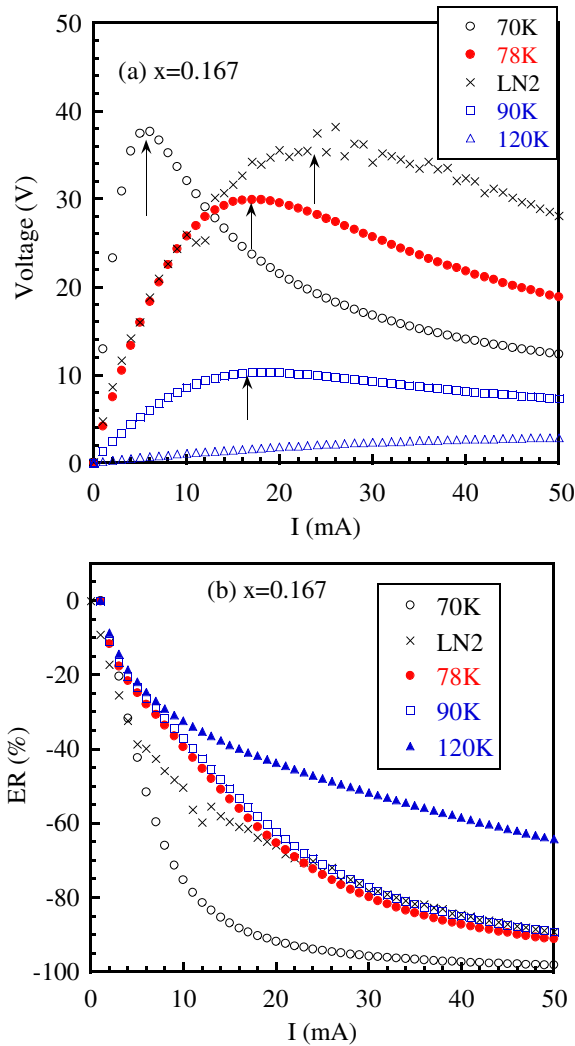 50
40
30
20
10
0
Voltage (V)
(a) x=0.167
70K
78K
LN2
90K
120K
0 10 20 30 40 50
I (mA)
0
-20
-40
-60
-80
-100
ER (%)
(b) x=0.167
70K
LN2
78K
90K
120K
0 10 20 30 40 50
I (mA)